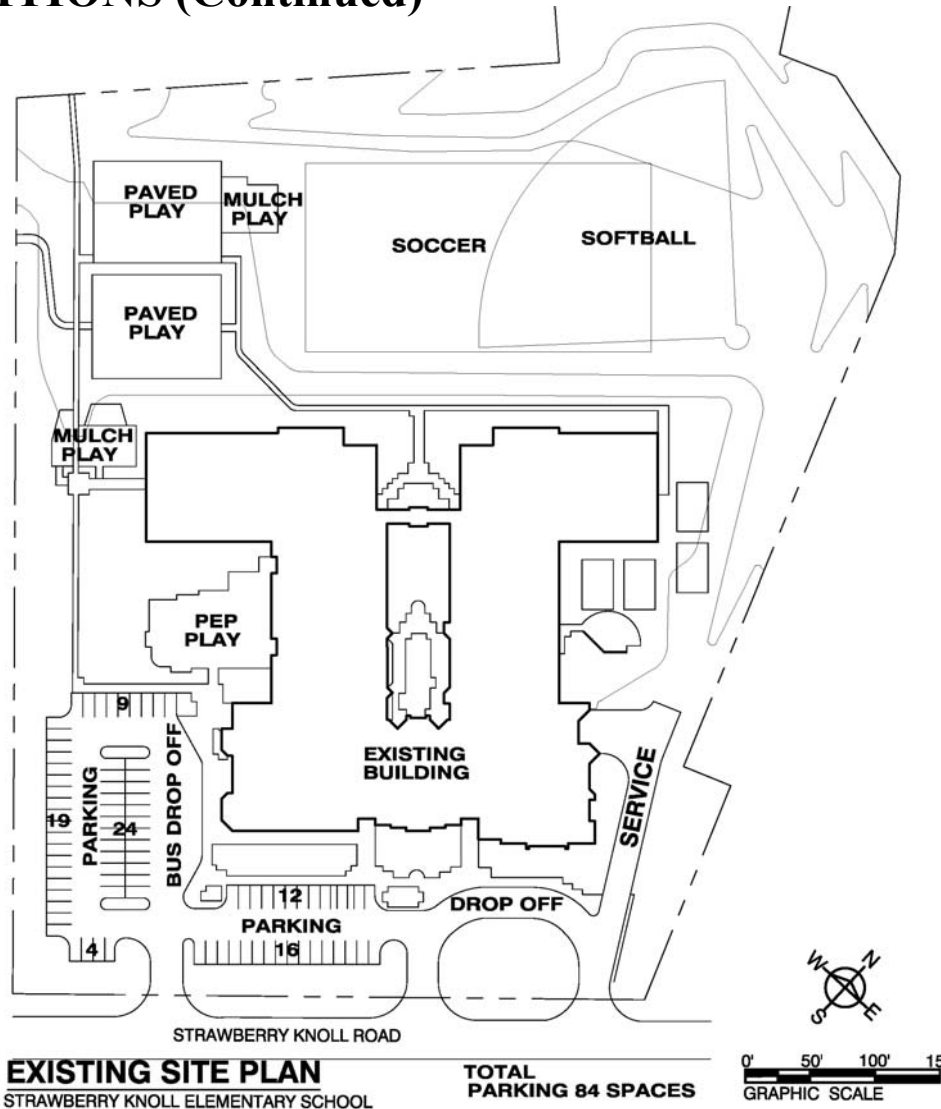 PAVED
PLAY
MULCH
PLAY
SOCCER
SOFTBALL
PAVED
PLAY
MULCH
PLAY
PEP
PLAY
EXISTING
BUILDING
9
19
PARKING
24
BUS DROP OFF
SERVICE
12
PARKING
16
4
DROP OFF
W
N
S
E
STRAWBERRY KNOLL ROAD
EXISTING SITE PLAN
STRAWBERRY KNOLL ELEMENTARY SCHOOL
TOTAL
PARKING 84 SPACES
0' 50' 100'
GRAPHIC SCALE